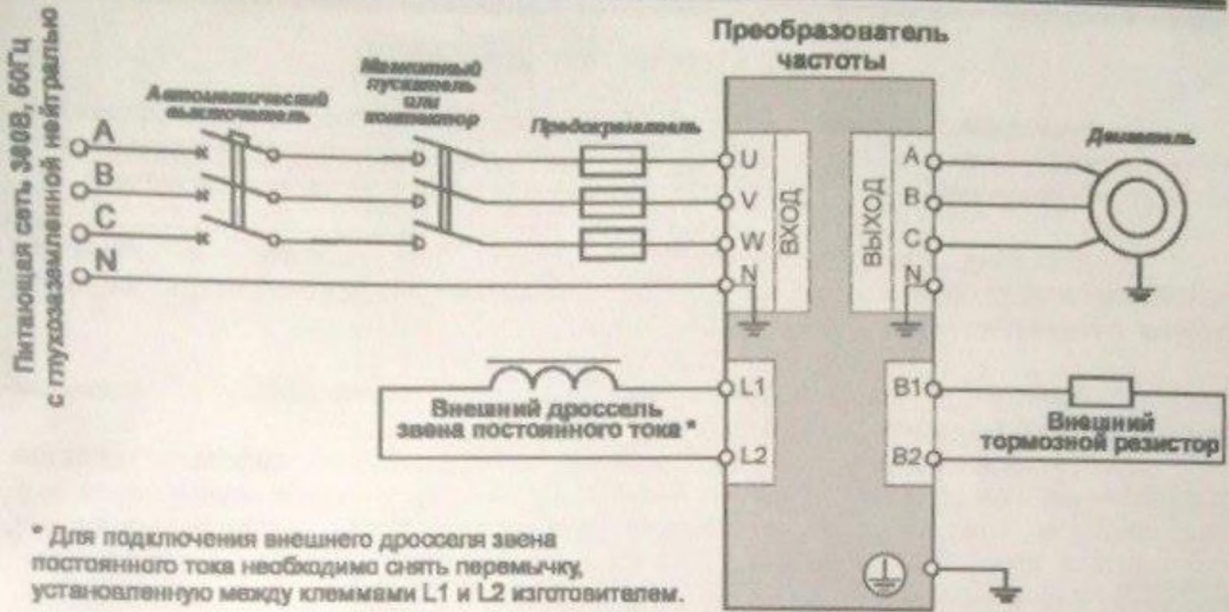 Питающая сеть 380В, 50Гц
с глухозаземленной нейтралью
Преобразователь
частоты
Автоматический
выключатель
Магнитный
пускатель
или
контактор
Предохранитель
Двигатель
A
B
C
N
U
V
W
N
ВХОД
ВЫХОД
A
B
C
N
L1
L2
B1
B2
Внешний дроссель
звена постоянного тока *
Внешний
тормозной резистор
* Для подключения внешнего дросселя звена
постоянного тока необходимо снять перемычку,
установленную между клеммами L1 и L2 изготовителем.